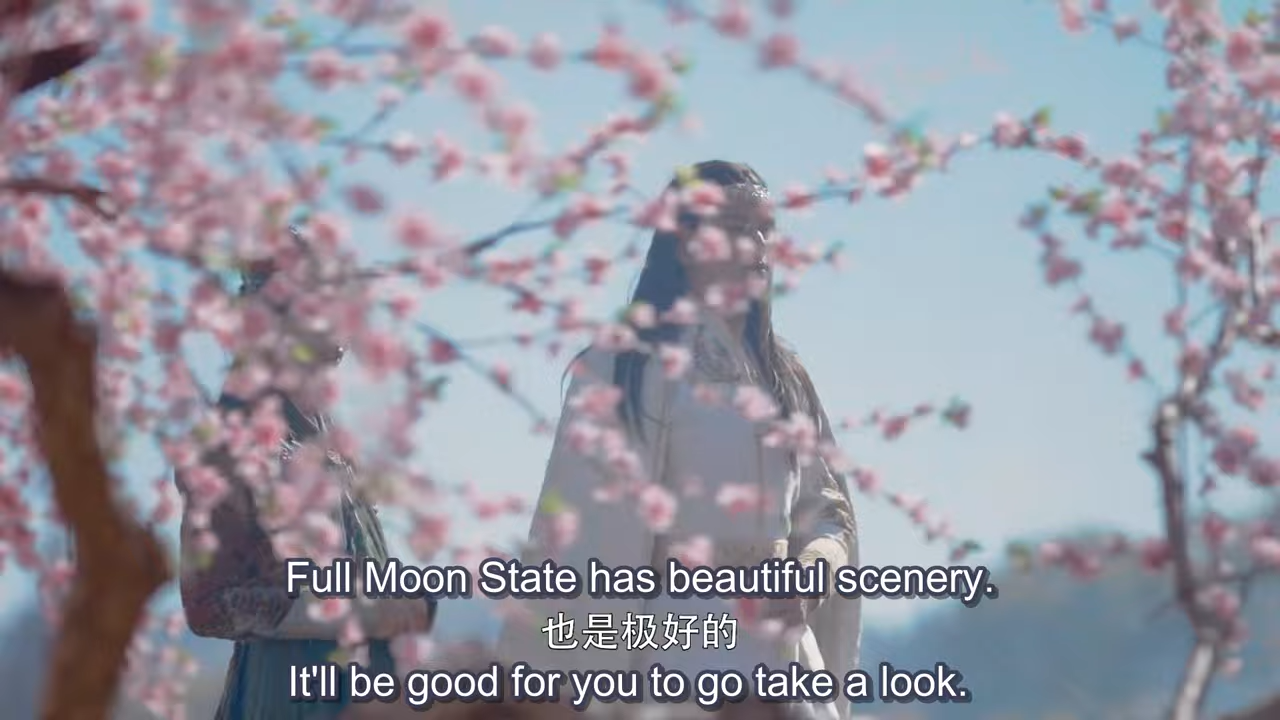 Full Moon State has beautiful scenery.
也是极好的
It'll be good for you to go take a look.